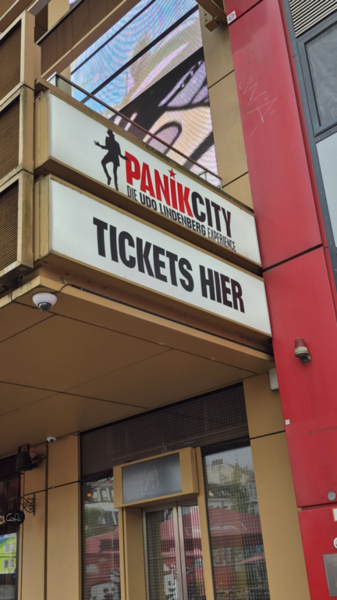 PANiKCITY
DIE UDO LINDENBERG EXPERIENCE
TICKETS HIER